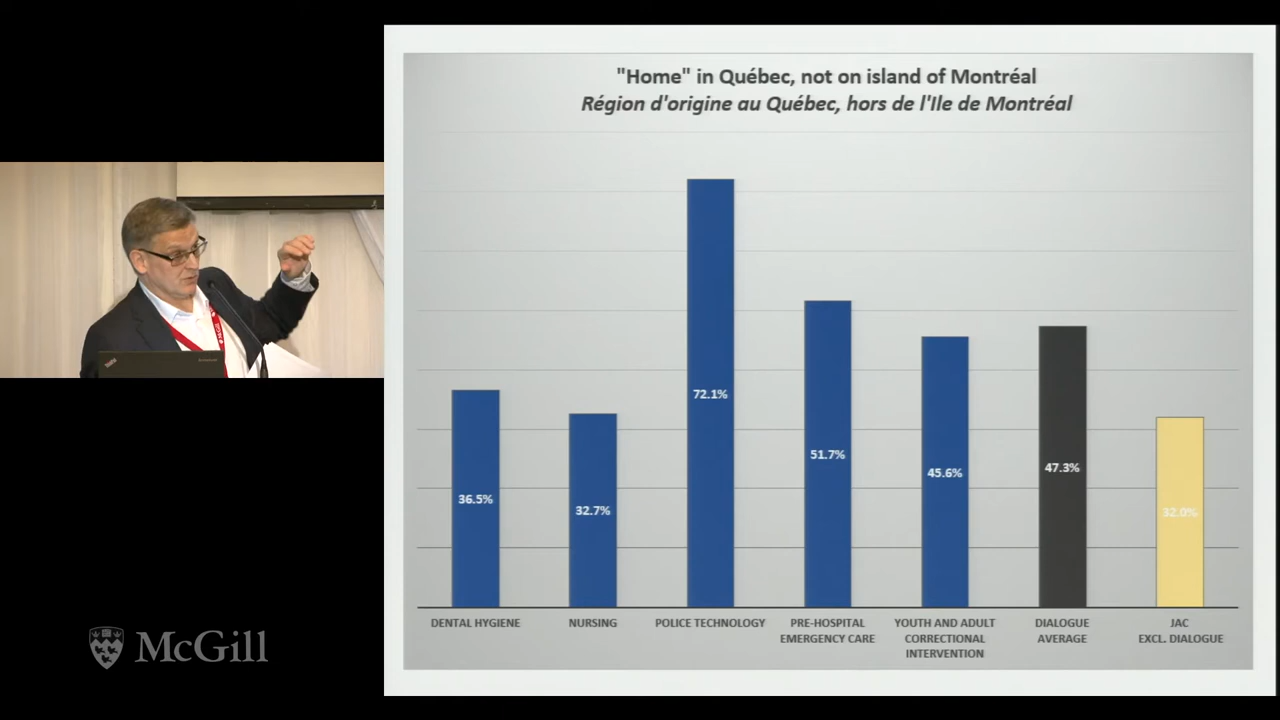 "Home" in Québec, not on island of Montréal
Région d'origine au Québec, hors de l'Ile de Montréal
36.5%
32.7%
72.1%
51.7%
45.6%
47.3%
32.0%
DENTAL HYGIENE
NURSING
POLICE TECHNOLOGY
PRE-HOSPITAL
EMERGENCY CARE
YOUTH AND ADULT
CORRECTIONAL
INTERVENTION
DIALOGUE
AVERAGE
JAC
EXCL. DIALOGUE
McGill
McGill